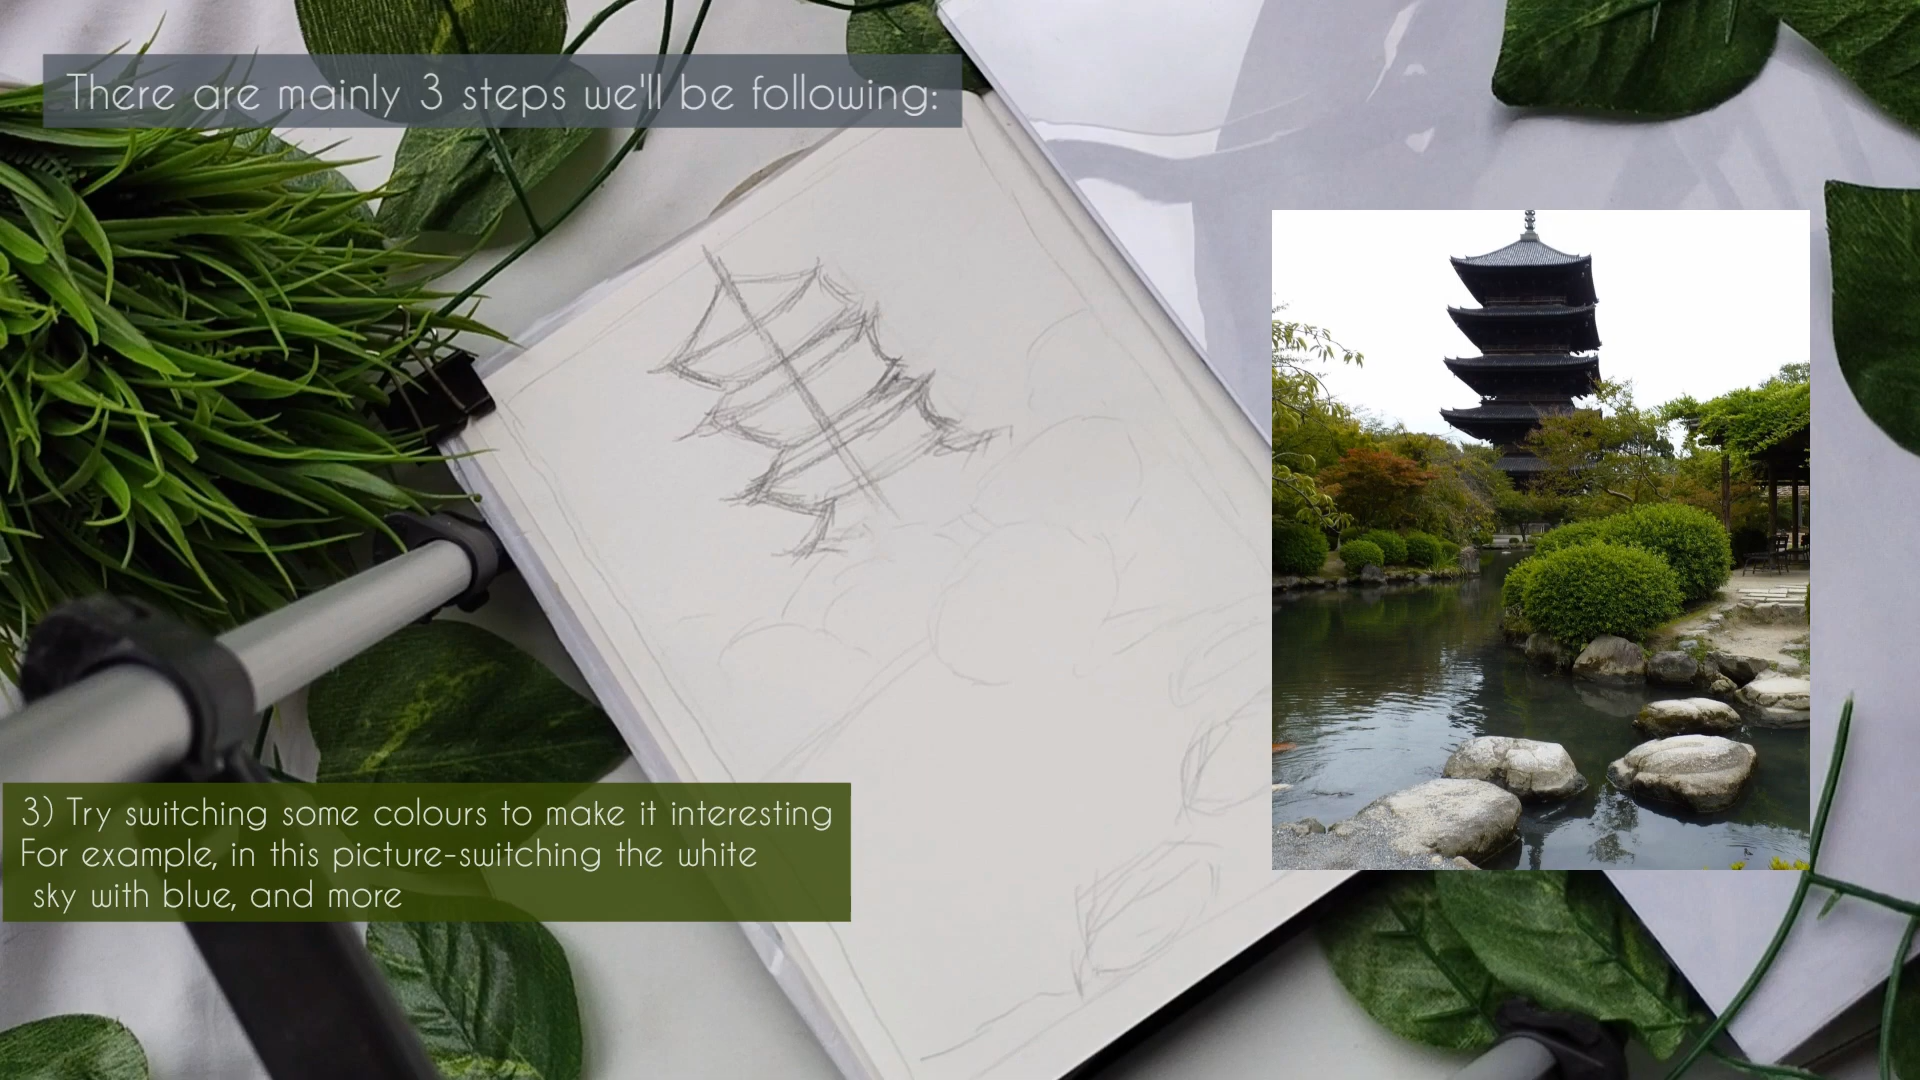 There are mainly 3 steps we'll be following:
3) Try switching some colours to make it interesting
For example, in this picture-switching the white
sky with blue, and more